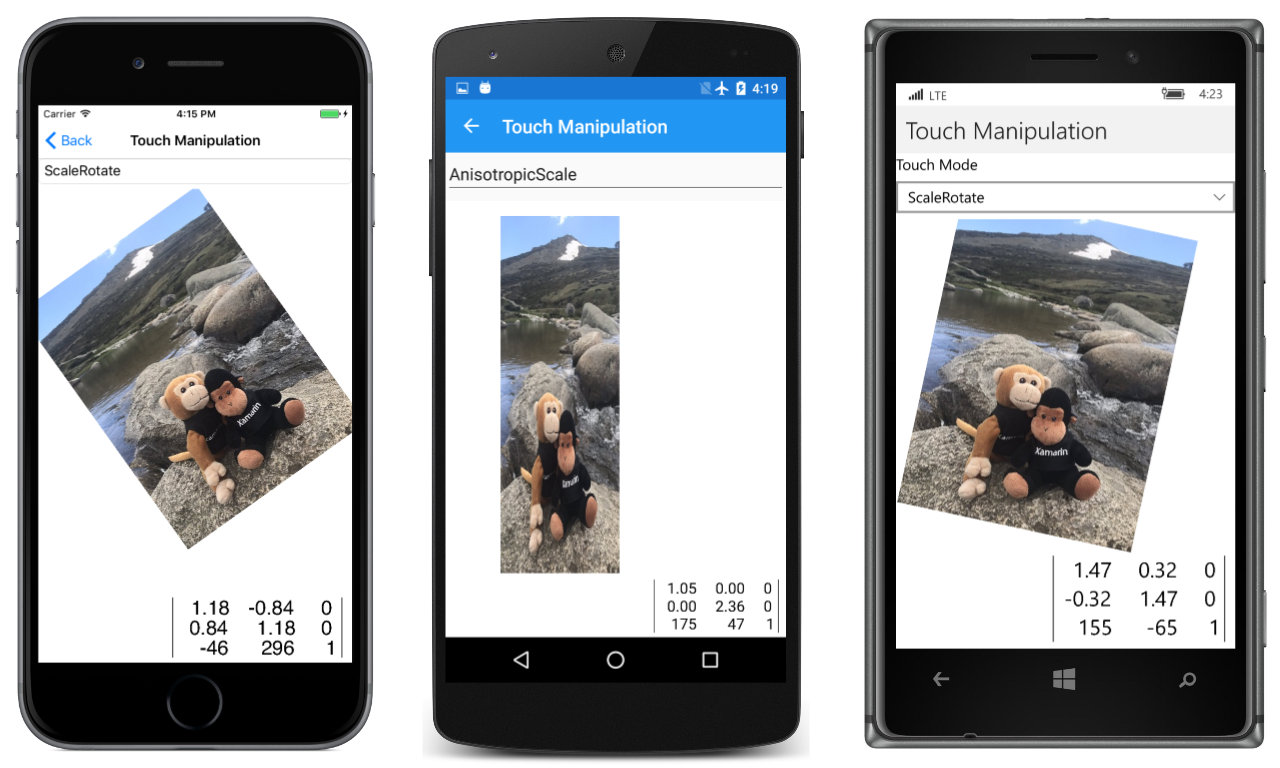 Carrier
4:15 PM
Back
Touch Manipulation
ScaleRotate
Xamarin
1.18 -0.84 0
0.84 1.18 0
-46 296 1
4:19
Touch Manipulation
AnisotropicScale
Xamarin
1.05 0.00 0
0.00 2.36 0
175 47 1
LTE
4:23
Touch Manipulation
Touch Mode
ScaleRotate
Xamarin
1.47 0.32 0
-0.32 1.47 0
155 -65 1